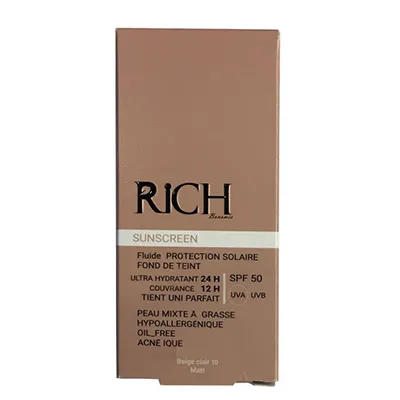 RiCH
Bonamie
SUNSCREEN
Fluide PROTECTION SOLAIRE
FOND DE TEINT
ULTRA HYDRATANT 24 H
COUVRANCE 12 H
TIENT UNI PARFAIT
SPF 50
UVA UVB
PEAU MIXTE À GRASSE
HYPOALLERGÉNIQUE
OIL_FREE
ACNÉ IQUE
Beige clair 10
Matt